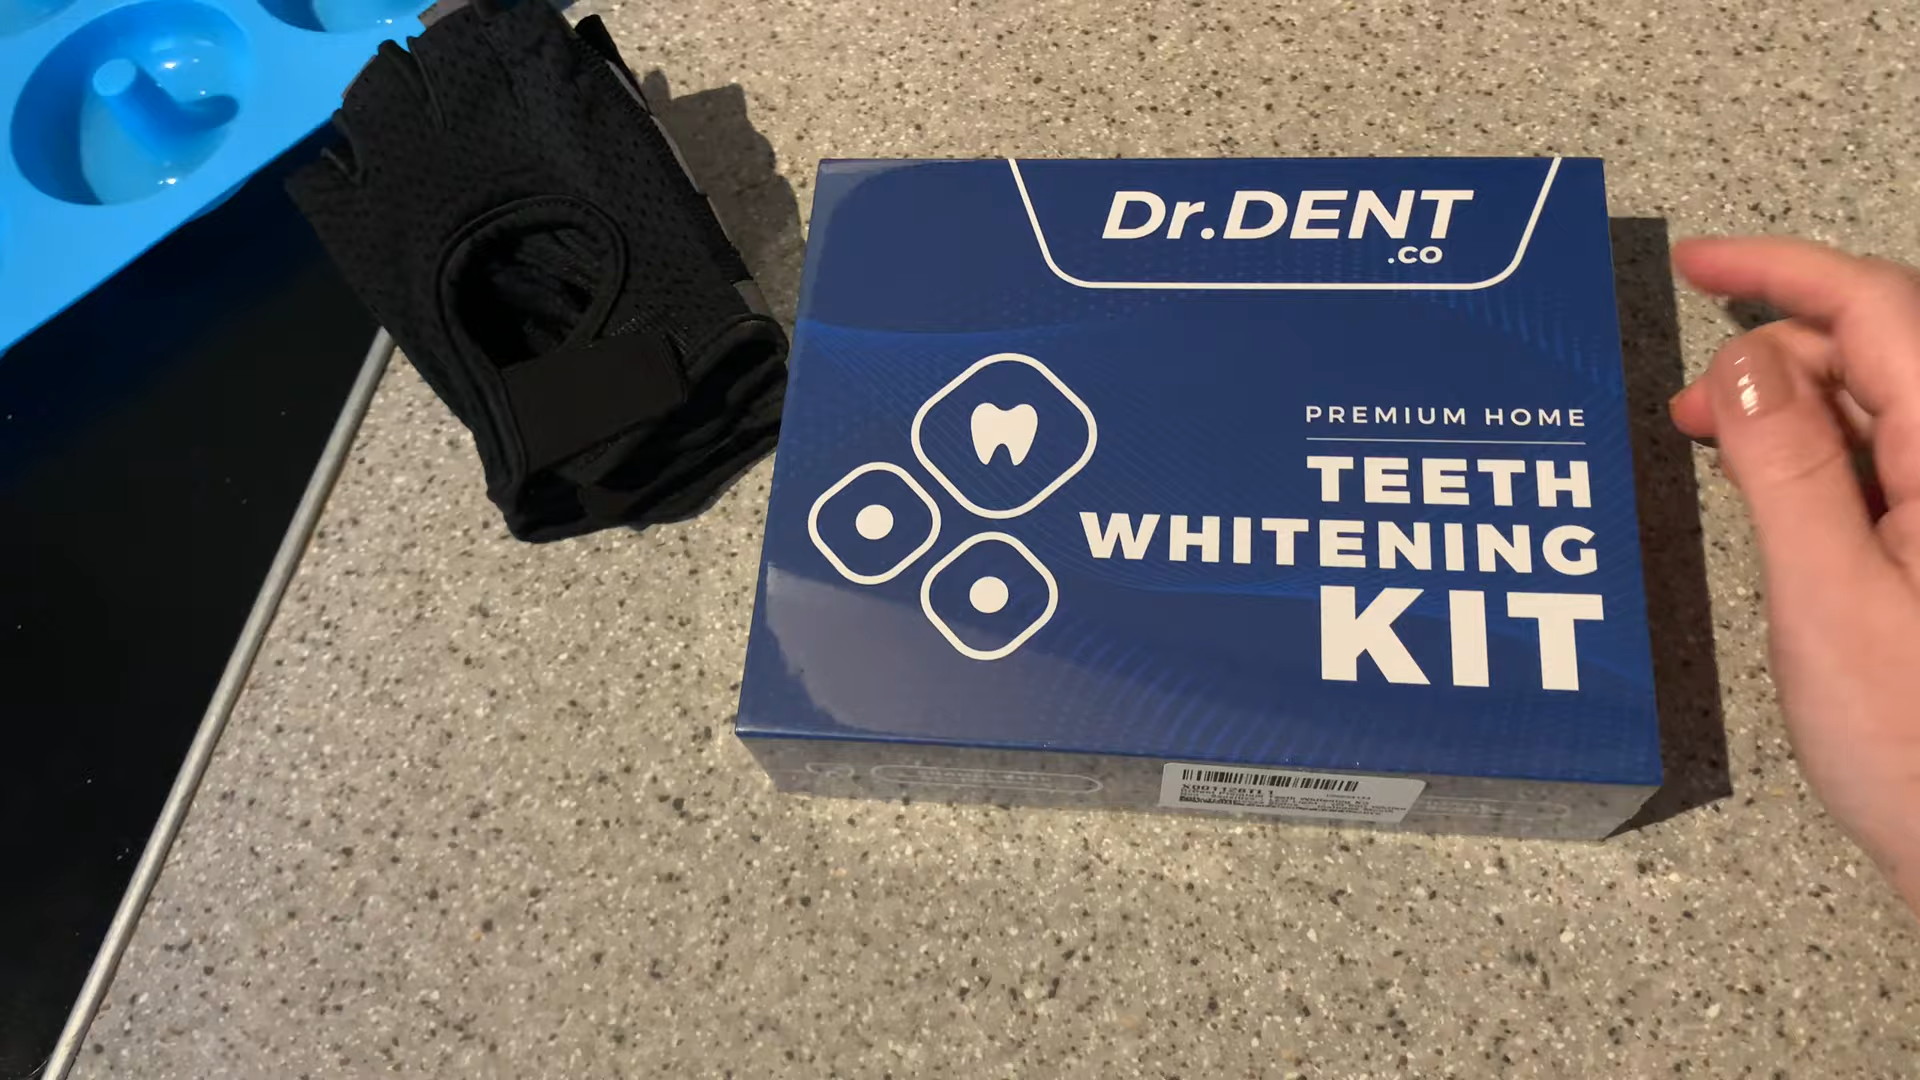 Dr.DENT
.co
PREMIUM HOME
TEETH
WHITENING
KIT